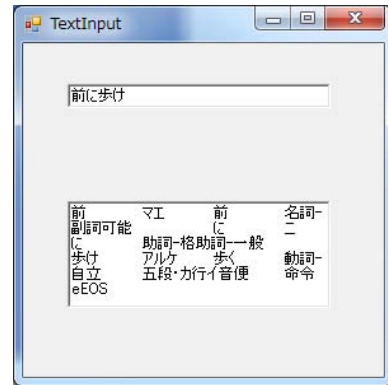 TextInput
前に歩け
前 マエ 前 名詞-
副詞可能 に ニ
に 助詞-格助詞-一般
歩け アルケ 歩く 動詞-
自立 五段・カ行イ音便 命令
eEOS